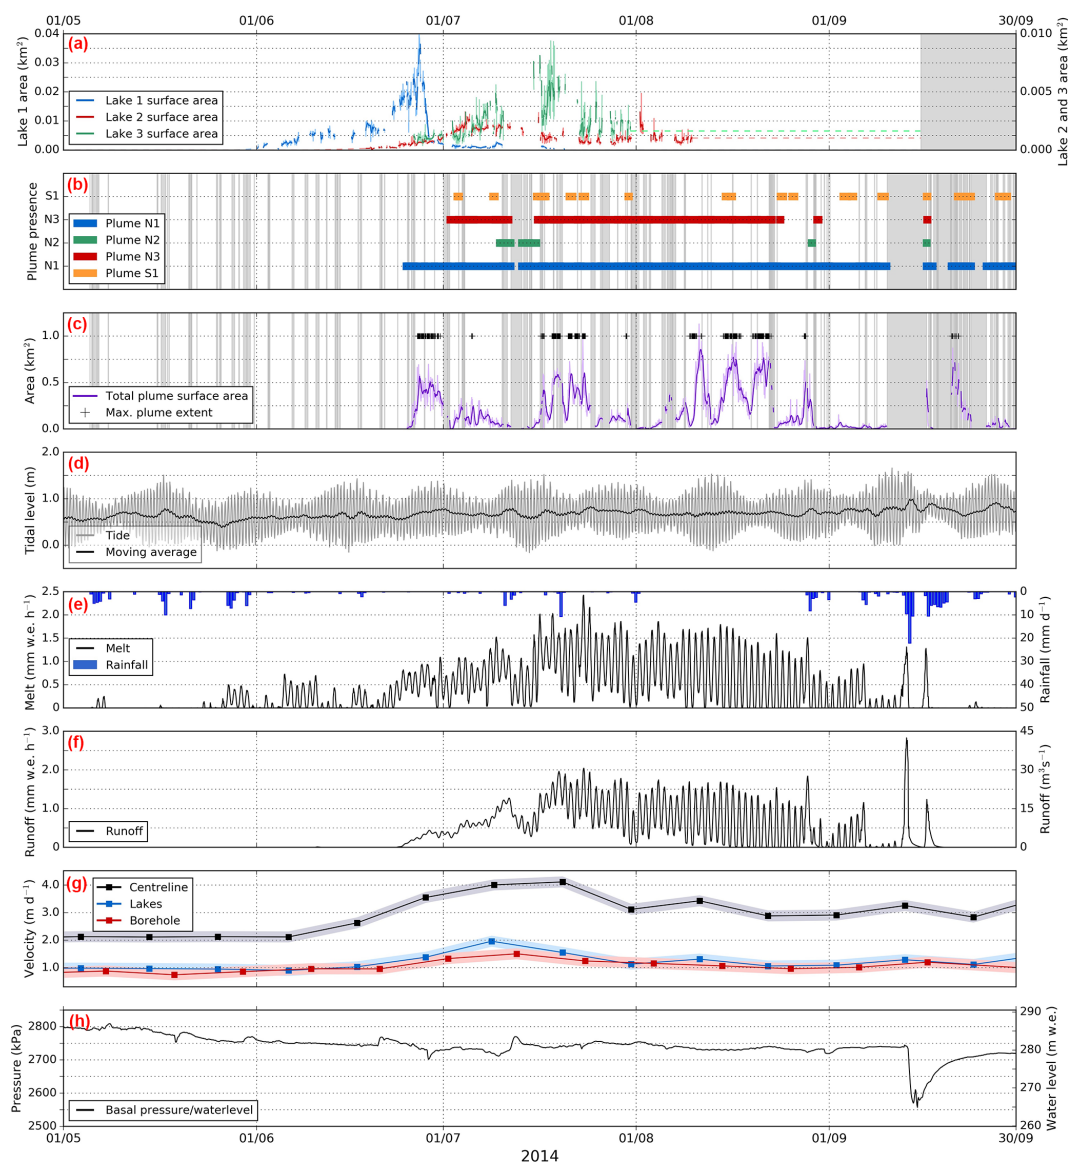 01/05 01/06 01/07 01/08 01/09 30/09
(a)
Lake 1 area (km²)
0.04
0.03
0.02
0.01
0.00
Lake 1 surface area
Lake 2 surface area
Lake 3 surface area
0.010
0.005
0.000
Lake 2 and 3 area (km²)
(b)
Plume presence
S1
N3
N2
N1
Plume N1
Plume N2
Plume N3
Plume S1
(c)
Area (km²)
1.0
0.5
0.0
Total plume surface area
Max. plume extent
(d)
Tidal level (m)
2.0
1.0
0.0
Tide
Moving average
(e)
Melt (mm w.e. h⁻¹)
2.5
2.0
1.5
1.0
0.5
0
Melt
Rainfall
0
10
20
30
40
50
Rainfall (mm d⁻¹)
(f)
Runoff (mm w.e. h⁻¹)
3.0
2.0
1.0
0
Runoff
45
30
15
0
Runoff (m³s⁻¹)
(g)
Velocity (m d⁻¹)
4.0
3.0
2.0
1.0
Centreline
Lakes
Borehole
(h)
Pressure (kPa)
2800
2700
2600
2500
Basal pressure/waterlevel
290
280
270
260
Water level (m w.e.)
01/05 01/06 01/07 01/08 01/09 30/09
2014